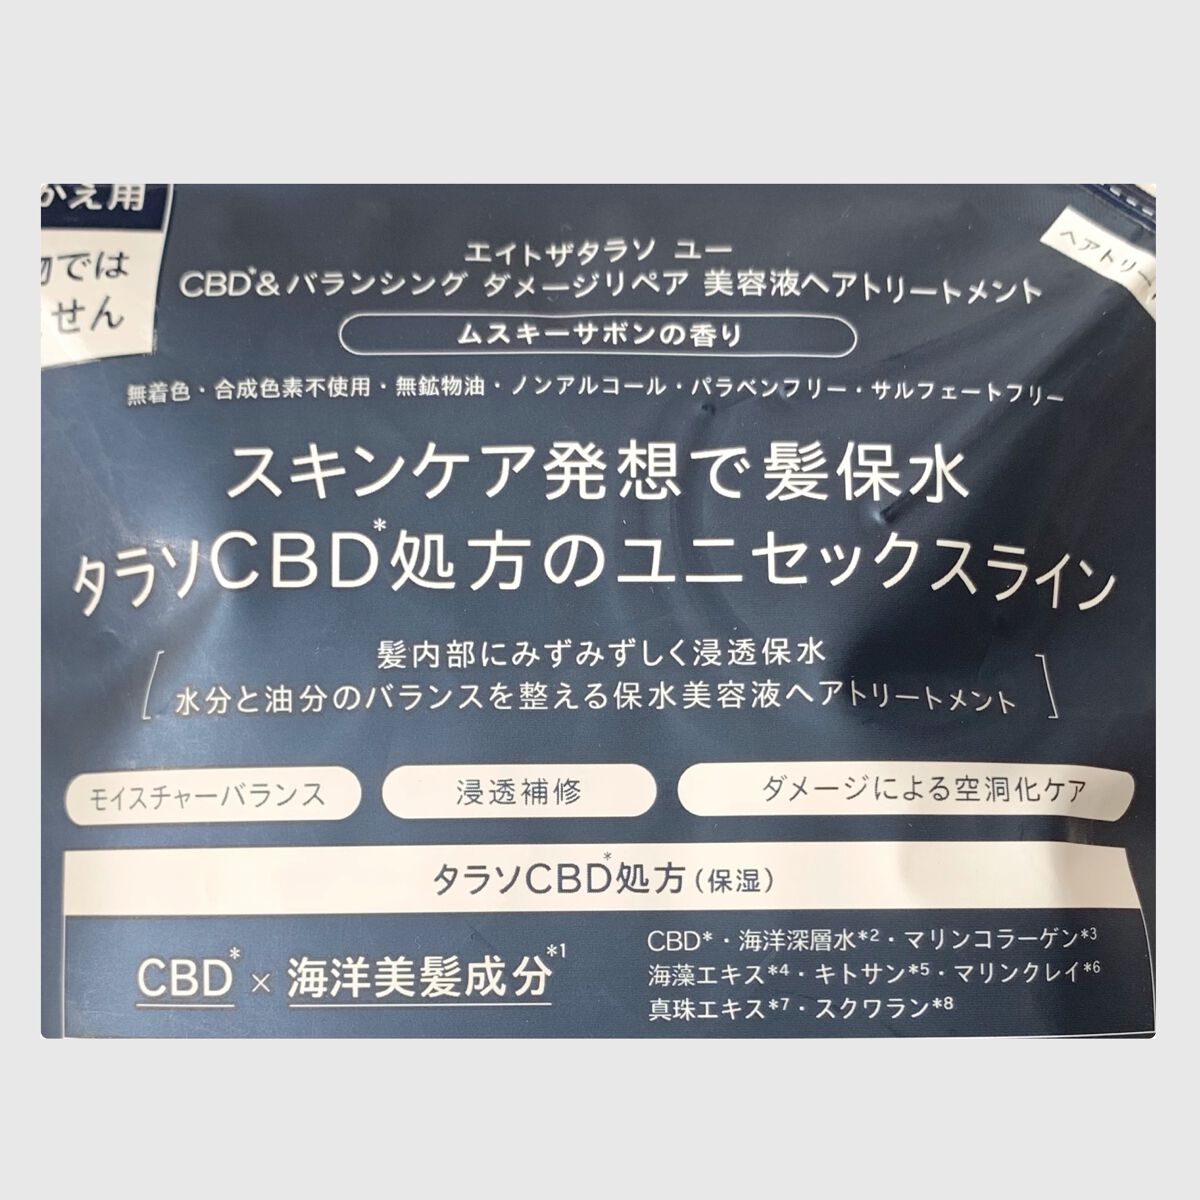 かえ用
物では
せん
ヘアトリー
エイトザタラソ ユー
CBD*&バランシング ダメージリペア 美容液ヘアトリートメント
ムスキーサボンの香り
無着色・合成色素不使用・無鉱物油・ノンアルコール・パラベンフリー・サルフェートフリー
スキンケア発想で髪保水
タラソCBD*処方のユニセックスライン
髪内部にみずみずしく浸透保水
水分と油分のバランスを整える保水美容液ヘアトリートメント
モイスチャーバランス
浸透補修
ダメージによる空洞化ケア
タラソCBD*処方(保湿)
CBD*×海洋美髪成分*1
CBD*・海洋深層水*2・マリンコラーゲン*3
海藻エキス*4・キトサン*5・マリンクレイ*6
真珠エキス*7・スクワラン*8